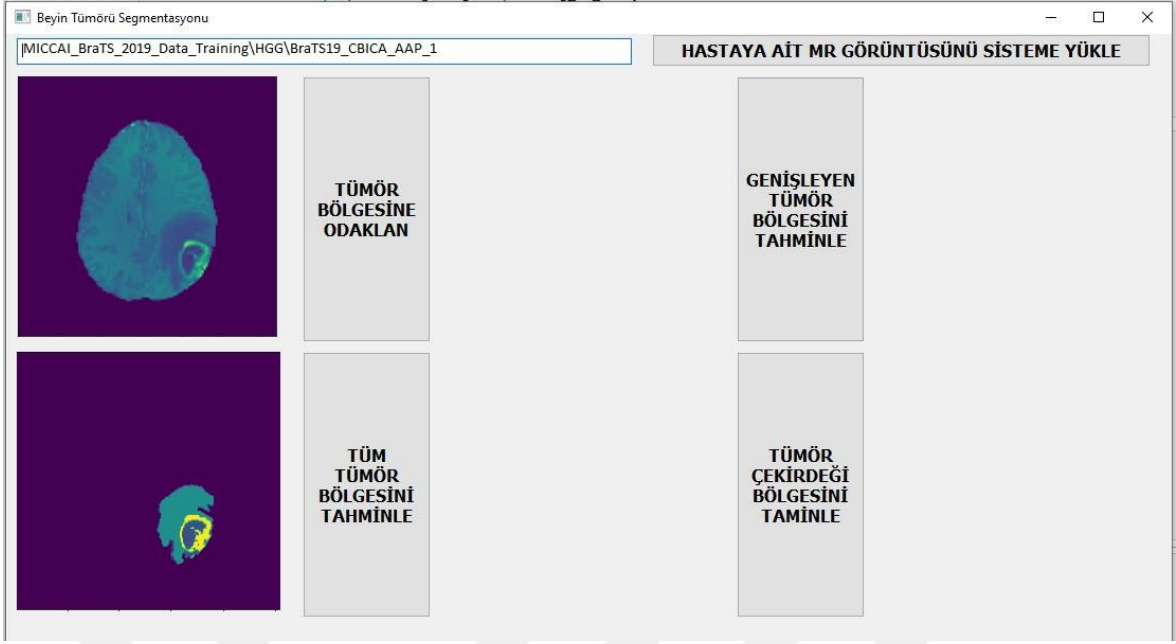 Beyin Tümörü Segmentasyonu
MICCAI_BraTS_2019_Data_Training\HGG\BraTS19_CBICA_AAP_1
HASTAYA AİT MR GÖRÜNTÜSÜNÜ SİSTEME YÜKLE
TÜMÖR
BÖLGESİNE
ODAKLAN
GENİŞLEYEN
TÜMÖR
BÖLGESİNİ
TAHMİNLE
TÜM
TÜMÖR
BÖLGESİNİ
TAHMİNLE
TÜMÖR
ÇEKİRDEĞİ
BÖLGESİNİ
TAMİNLE